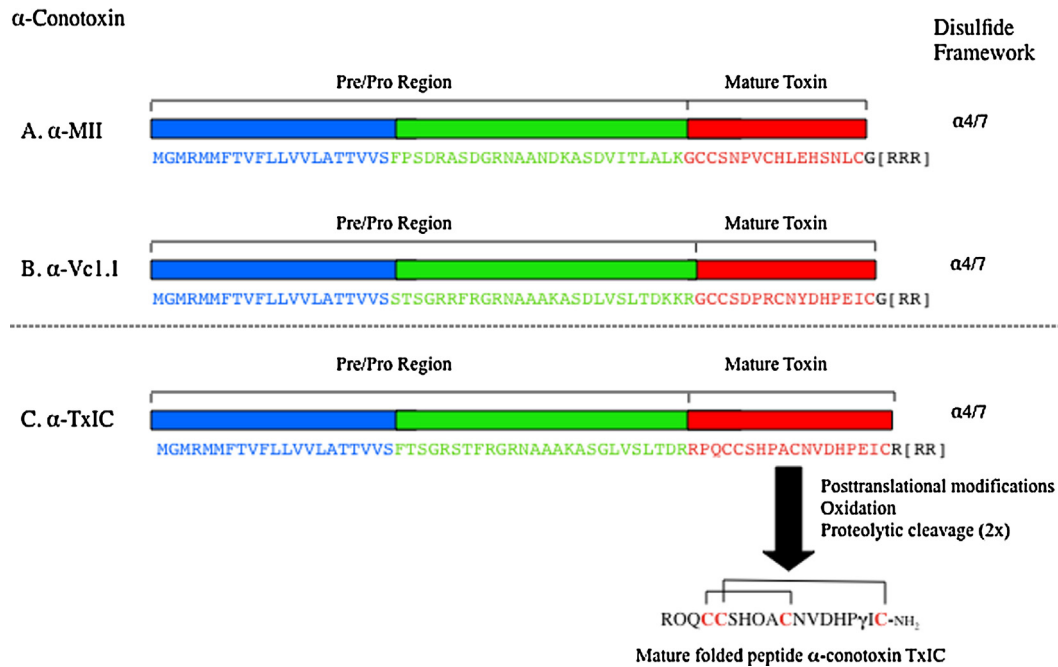 α-Conotoxin
Disulfide
Framework
Pre/Pro Region
Mature Toxin
A. α-MII
α4/7
MGMRMMFTVFLLVVLATTVVSFPSDRASDGRNAANDKASDVITLALKGCCSNPVCHLEHSNLCG[RRR]
Pre/Pro Region
Mature Toxin
B. α-Vc1.1
α4/7
MGMRMMFTVFLLVVLATTVVSSTSGRRFRGRNAAAKASDLVSLTDKKRGCCSDPRCNYDHPEICG[RR]
Pre/Pro Region
Mature Toxin
C. α-TxIC
α4/7
MGMRMMFTVFLLVVLATTVVSFTSGRSTFRGRNAAAKASGLVSLTDRRPQCCSHPACNVDHPEICR[RR]
Posttranslational modifications
Oxidation
Proteolytic cleavage (2x)
ROQCCSHOACNVDHPγIC-NH₂
Mature folded peptide α-conotoxin TxIC